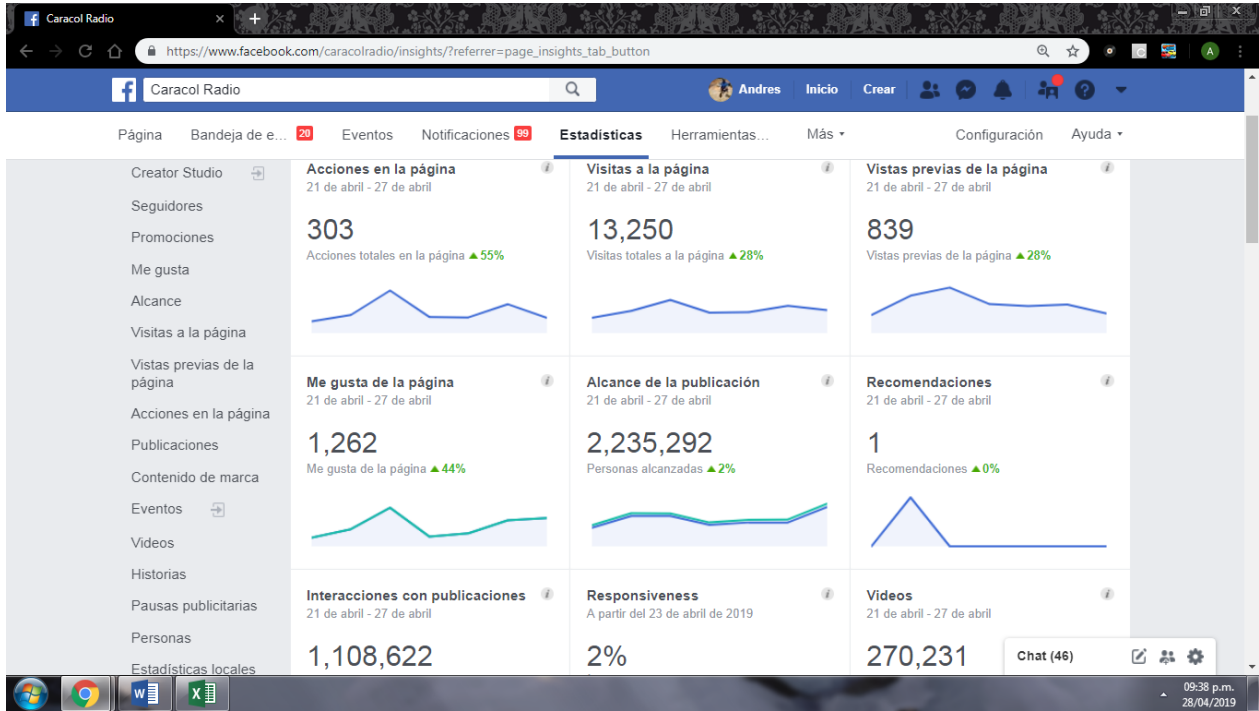 Caracol Radio
https://www.facebook.com/caracolradio/insights/?referrer=page_insights_tab_button
A
Caracol Radio
Andres
Inicio
Crear
Página
Bandeja de e... 20
Eventos
Notificaciones 99
Estadísticas
Herramientas...
Más
Configuración
Ayuda
Creator Studio
Seguidores
Promociones
Me gusta
Alcance
Visitas a la página
Vistas previas de la
página
Acciones en la página
Publicaciones
Contenido de marca
Eventos
Videos
Historias
Pausas publicitarias
Personas
Estadísticas locales
Acciones en la página
21 de abril - 27 de abril
303
Acciones totales en la página ▲55%
Visitas a la página
21 de abril - 27 de abril
13,250
Visitas totales a la página ▲28%
Vistas previas de la página
21 de abril - 27 de abril
839
Vistas previas de la página ▲28%
Me gusta de la página
21 de abril - 27 de abril
1,262
Me gusta de la página ▲44%
Alcance de la publicación
21 de abril - 27 de abril
2,235,292
Personas alcanzadas ▲2%
Recomendaciones
21 de abril - 27 de abril
1
Recomendaciones ▲0%
Interacciones con publicaciones
21 de abril - 27 de abril
1,108,622
Responsiveness
A partir del 23 de abril de 2019
2%
Videos
21 de abril - 27 de abril
270,231
Chat (46)
09:38 p.m.
28/04/2019